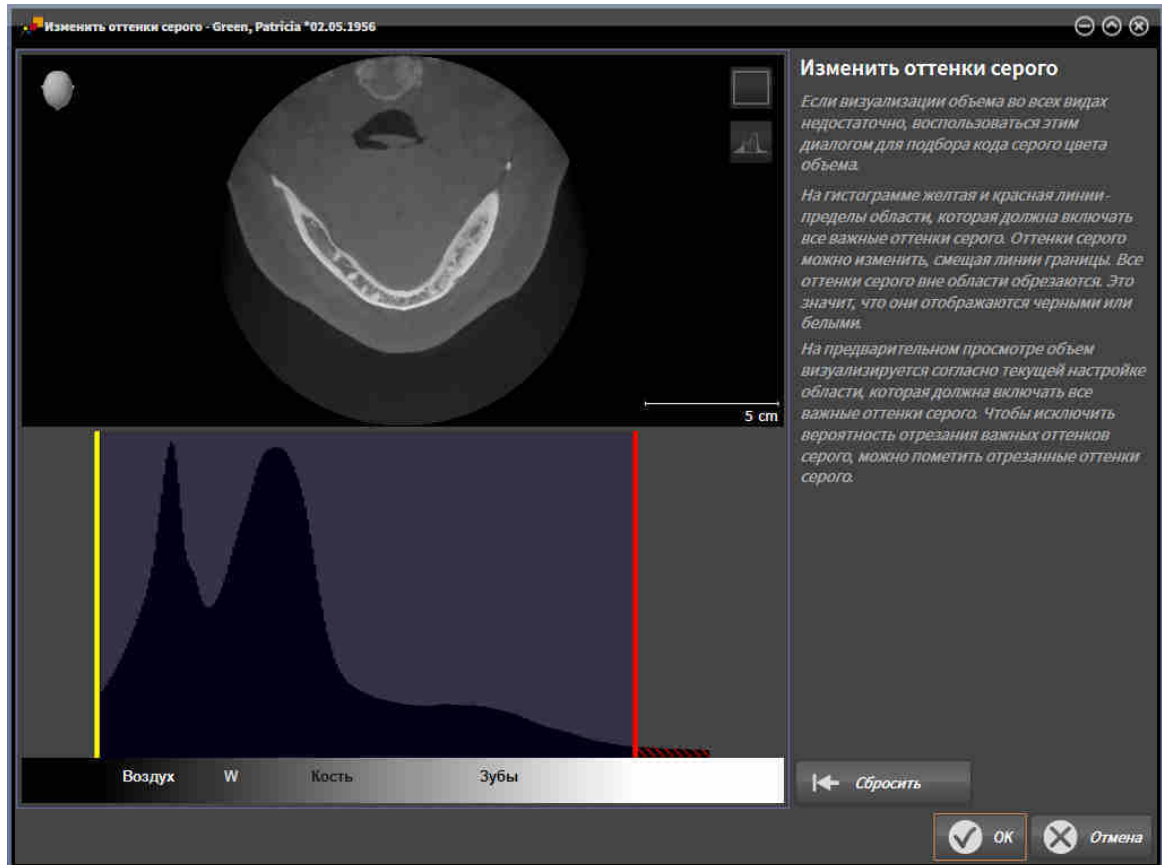 Изменить оттенки серого - Green, Patricia *02.05.1956
Изменить оттенки серого
Если визуализации объема во всех видах
недостаточно, воспользоваться этим
диалогом для подбора кода серого цвета
объема.
На гистограмме желтая и красная линии-
пределы области, которая должна включать
все важные оттенки серого. Оттенки серого
можно изменить, смещая линии границы. Все
оттенки серого вне области обрезаются. Это
значит, что они отображаются черными или
белыми.
На предварительном просмотре объем
визуализируется согласно текущей настройке
области, которая должна включать все
важные оттенки серого. Чтобы исключить
вероятность отрезания важных оттенков
серого, можно пометить отрезанные оттенки
серого.
5 cm
Воздух W Кость Зубы
Сбросить
OK Отмена